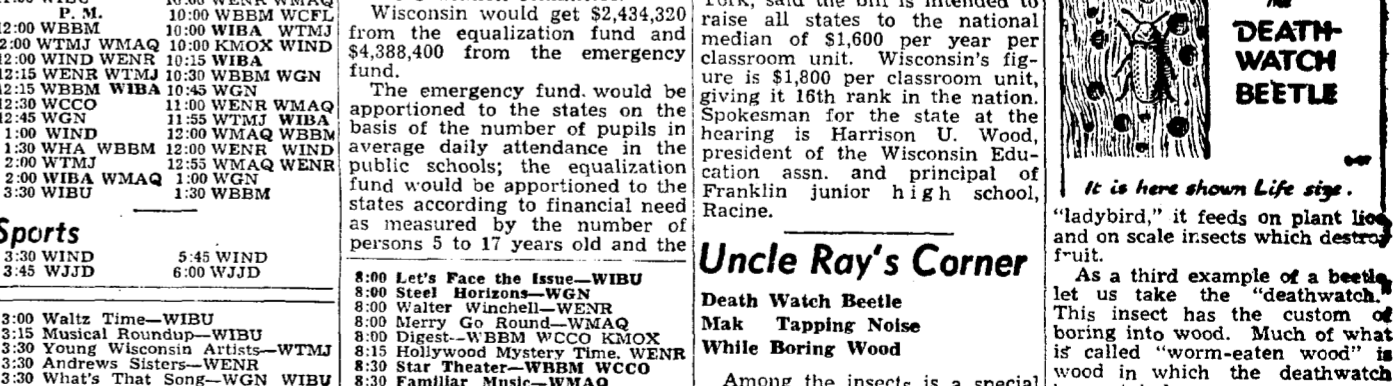 P. M.
12:00 WBBM
2:00 WTMJ WMAQ
12:00 WIND WENR
12:15 WENR WTMJ
12:15 WBBM WIBA
12:30 WCCO
12:45 WGN
1:00 WIND
1:30 WHA WBBM
2:00 WTMJ
2:00 WIBA WMAQ
3:30 WIBU
10:00 WBBM WCFL
10:00 WIBA WTMJ
10:00 KMOX WIND
10:15 WIBA
10:30 WBBM WGN
10:45 WGN
11:00 WENR WMAQ
11:55 WTMJ WIBA
12:00 WMAQ WBBM
12:00 WENR WIND
12:55 WMAQ WENR
1:00 WGN
1:30 WBBM
Sports
3:30 WIND
3:45 WJJD
5:45 WIND
6:00 WJJD
3:00 Waltz Time—WIBU
3:15 Musical Roundup—WIBU
3:30 Young Wisconsin Artists—WTMJ
3:30 Andrews Sisters—WENR
3:30 What's That Song—WGN WIBU
Wisconsin would get $2,434,320
from the equalization fund and
$4,388,400 from the emergency
fund.
The emergency fund. would be
apportioned to the states on the
basis of the number of pupils in
average daily attendance in the
public schools; the equalization
fund would be apportioned to the
states according to financial need
as measured by the number of
persons 5 to 17 years old and the
8:00 Let's Face the Issue—WIBU
8:00 Steel Horizons—WGN
8:00 Walter Winchell—WENR
8:00 Merry Go Round—WMAQ
8:00 Digest—WBBM WCCO KMOX
8:15 Hollywood Mystery Time. WENR
8:30 Star Theater—WBBM WCCO
8:30 Familiar Music—WMAQ
York, said the bill is intended to
raise all states to the national
median of $1,600 per year per
classroom unit. Wisconsin's fig-
ure is $1,800 per classroom unit,
giving it 16th rank in the nation.
Spokesman for the state at the
hearing is Harrison U. Wood,
president of the Wisconsin Edu-
cation assn. and principal of
Franklin junior high school,
Racine.
Uncle Ray's Corner
Death Watch Beetle
Mak Tapping Noise
While Boring Wood
Among the insects is a special
The
DEATH-
WATCH
BEETLE
It is here shown Life size.
"ladybird," it feeds on plant lice
and on scale insects which destroy
fruit.
As a third example of a beetle,
let us take the "deathwatch."
This insect has the custom of
boring into wood. Much of what
is called "worm-eaten wood" is
wood in which the deathwatch